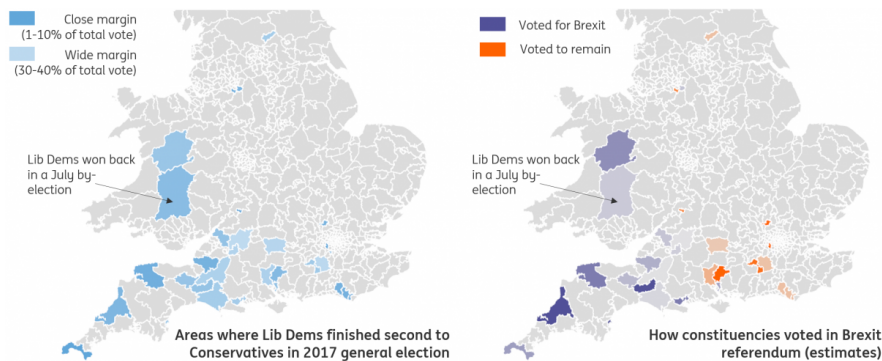 Close margin
(1-10% of total vote)
Wide margin
(30-40% of total vote)
Lib Dems won back
in a July by-
election
Areas where Lib Dems finished second to
Conservatives in 2017 general election
Voted for Brexit
Voted to remain
Lib Dems won back
in a July by-
election
How constituencies voted in Brexit
referendum (estimates)